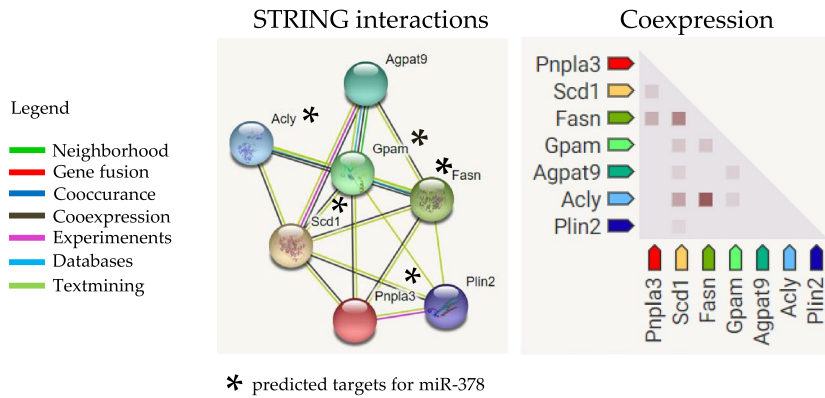 STRING interactions
Coexpression
Legend
Neighborhood
Gene fusion
Cooccurance
Cooexpression
Experimenents
Databases
Textmining
Agpat9
Acly *
*
Gpam
*
Fasn
*
Scd1
*
Plin2
Pnpla3
* predicted targets for miR-378
Pnpla3
Scd1
Fasn
Gpam
Agpat9
Acly
Plin2
Pnpla3
Scd1
Fasn
Gpam
Agpat9
Acly
Plin2